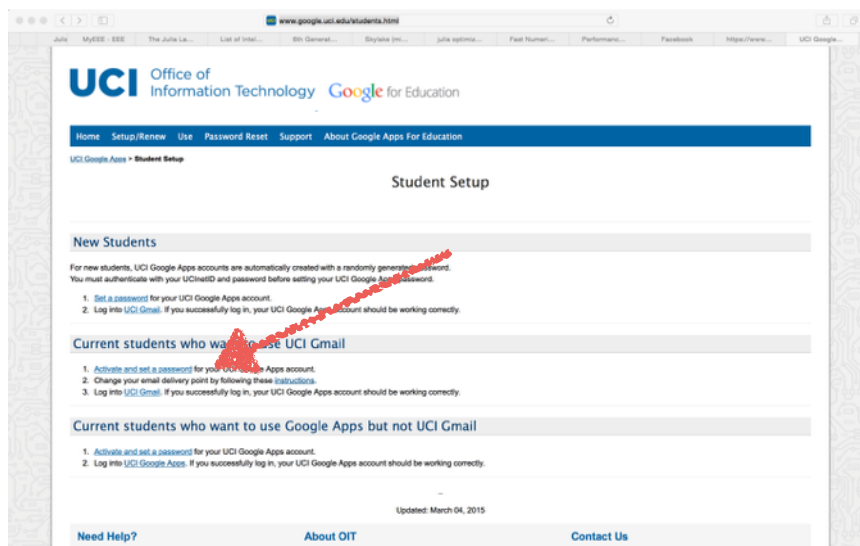 www.google.uci.edu/students.html
Julia MyEEE - EEE The Julia La... List of Intel... 6th Generat... Skylake (mi... julia optimiz... Fast Numeri... Performanc... Facebook https://www... UCI Google...
UCI Office of
Information Technology Google for Education
Home Setup/Renew Use Password Reset Support About Google Apps For Education
UCI Google Apps > Student Setup
Student Setup
New Students
For new students, UCI Google Apps accounts are automatically created with a randomly generated password.
You must authenticate with your UCInetID and password before setting your UCI Google Apps password.
1. Set a password for your UCI Google Apps account.
2. Log into UCI Gmail. If you successfully log in, your UCI Google Apps account should be working correctly.
Current students who want to use UCI Gmail
1. Activate and set a password for your UCI Google Apps account.
2. Change your email delivery point by following these instructions.
3. Log into UCI Gmail. If you successfully log in, your UCI Google Apps account should be working correctly.
Current students who want to use Google Apps but not UCI Gmail
1. Activate and set a password for your UCI Google Apps account.
2. Log into UCI Google Apps. If you successfully log in, your UCI Google Apps account should be working correctly.
Updated: March 04, 2015
Need Help? About OIT Contact Us